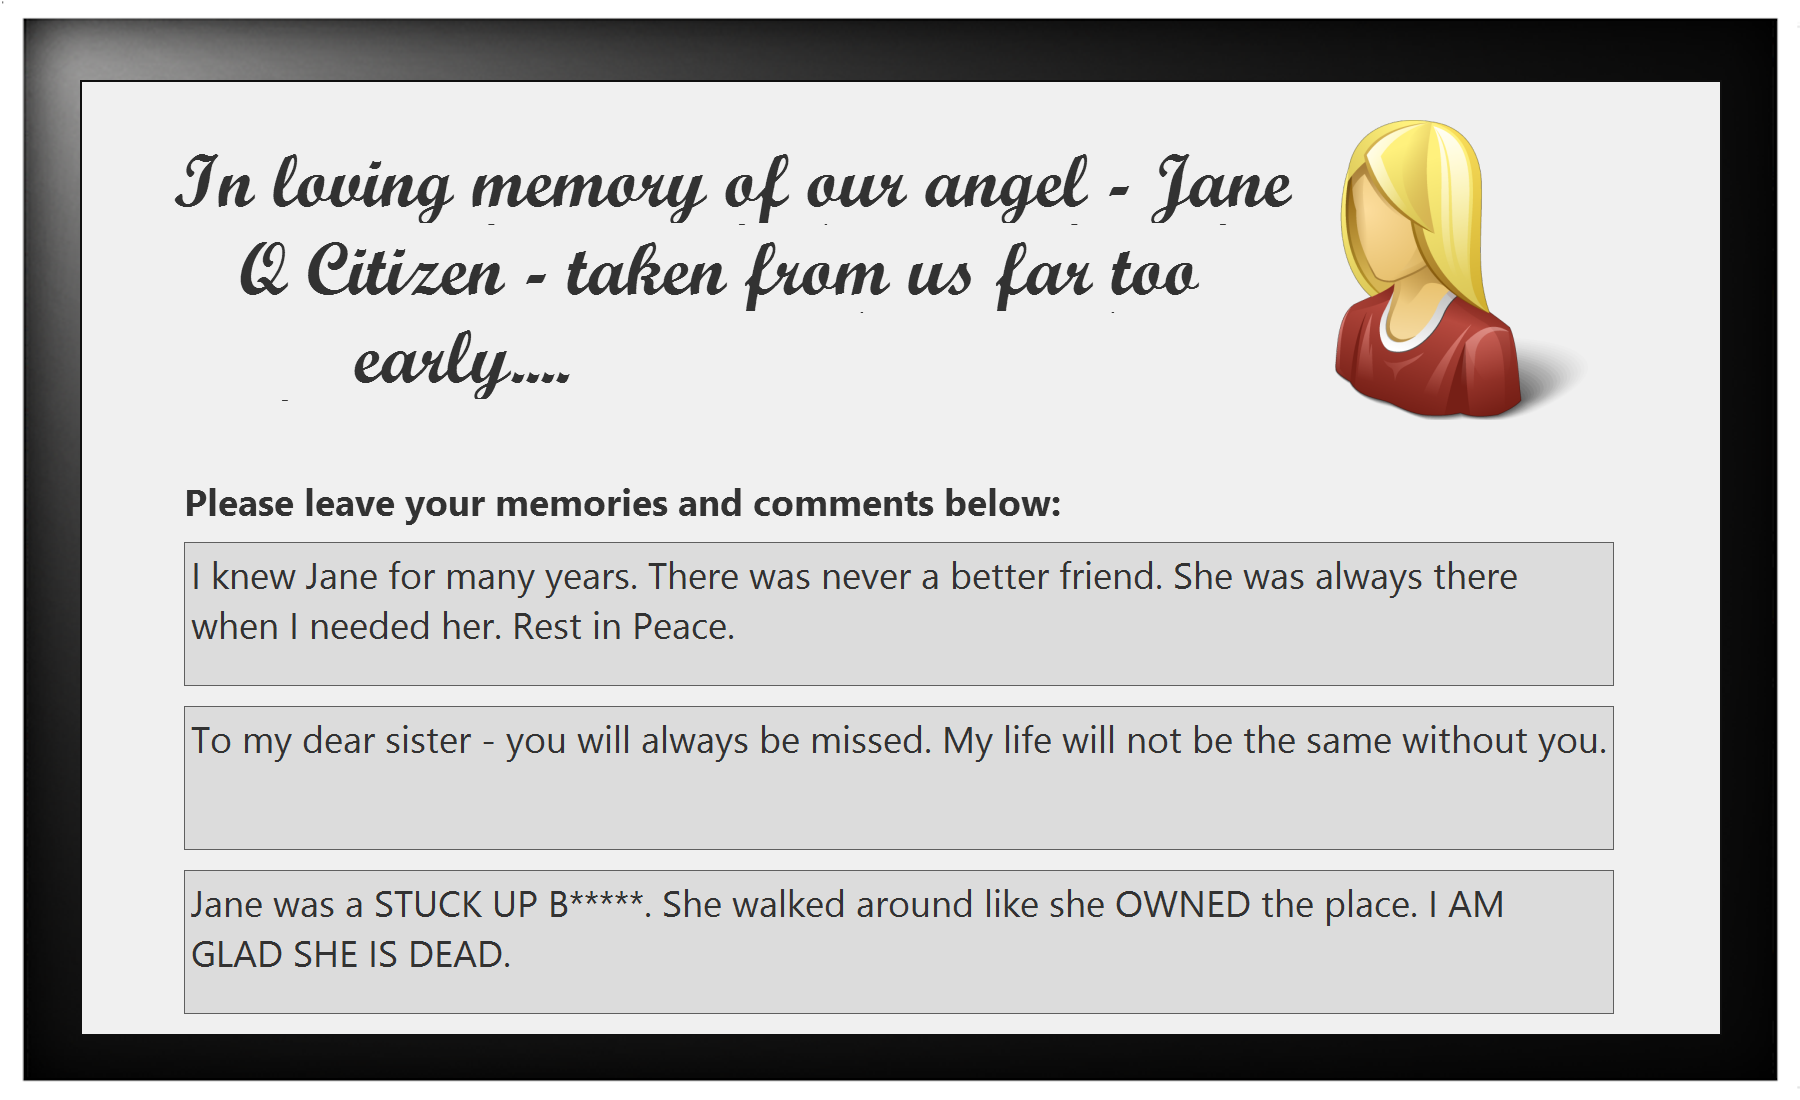 In loving memory of our angel - Jane
Q Citizen - taken from us far too
early....
Please leave your memories and comments below:
I knew Jane for many years. There was never a better friend. She was always there
when I needed her. Rest in Peace.
To my dear sister - you will always be missed. My life will not be the same without you.
Jane was a STUCK UP B*****. She walked around like she OWNED the place. I AM
GLAD SHE IS DEAD.